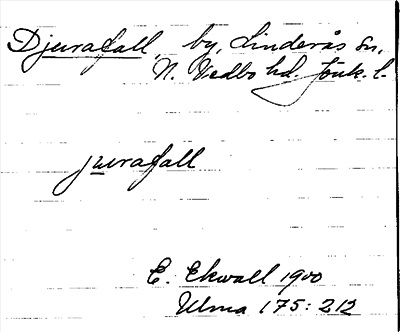 Djurafall, by, Linderås sn,
N. Vedbo hd. Jönk. l.
jurafall
E. Ekwall 1900
Ulma 175:212